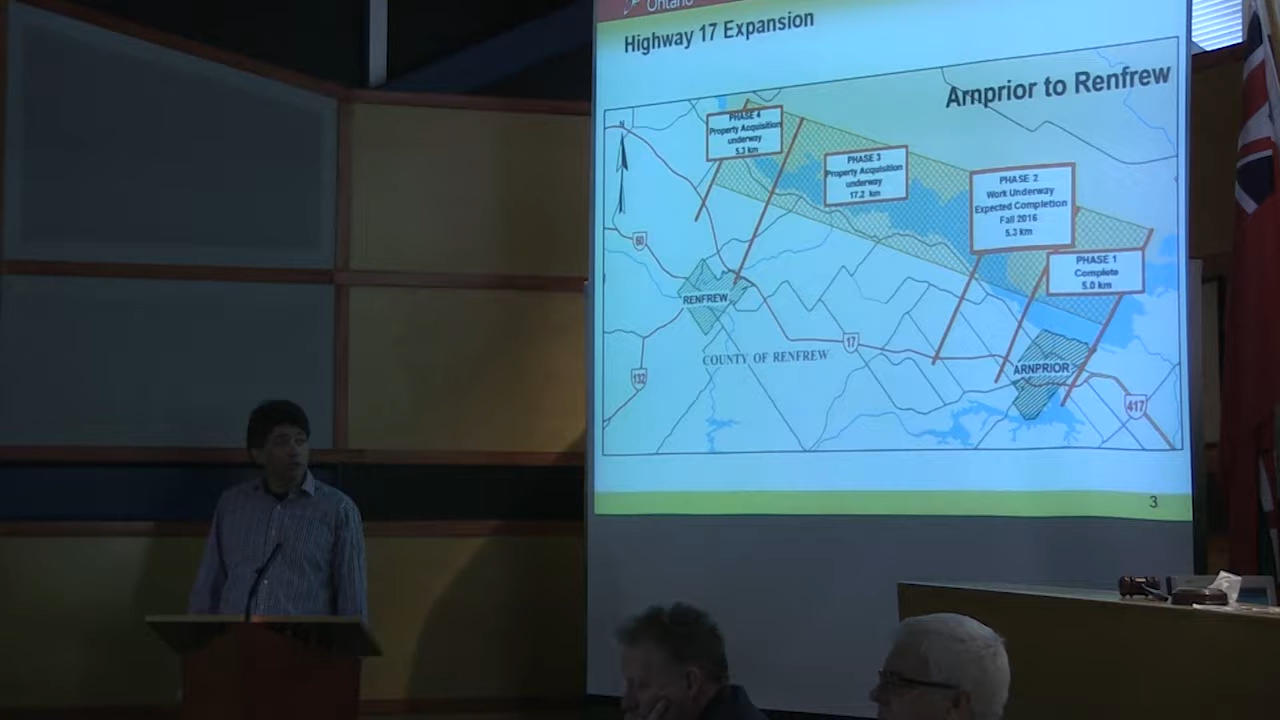 Ontario
Highway 17 Expansion
Arnprior to Renfrew
N
PHASE 4
Property Acquisition
underway
5.3 km
PHASE 3
Property Acquisition
underway
17.2 km
PHASE 2
Work Underway
Expected Completion
Fall 2016
5.3 km
PHASE 1
Complete
5.0 km
60
RENFREW
17
COUNTY OF RENFREW
ARNPRIOR
132
417
3